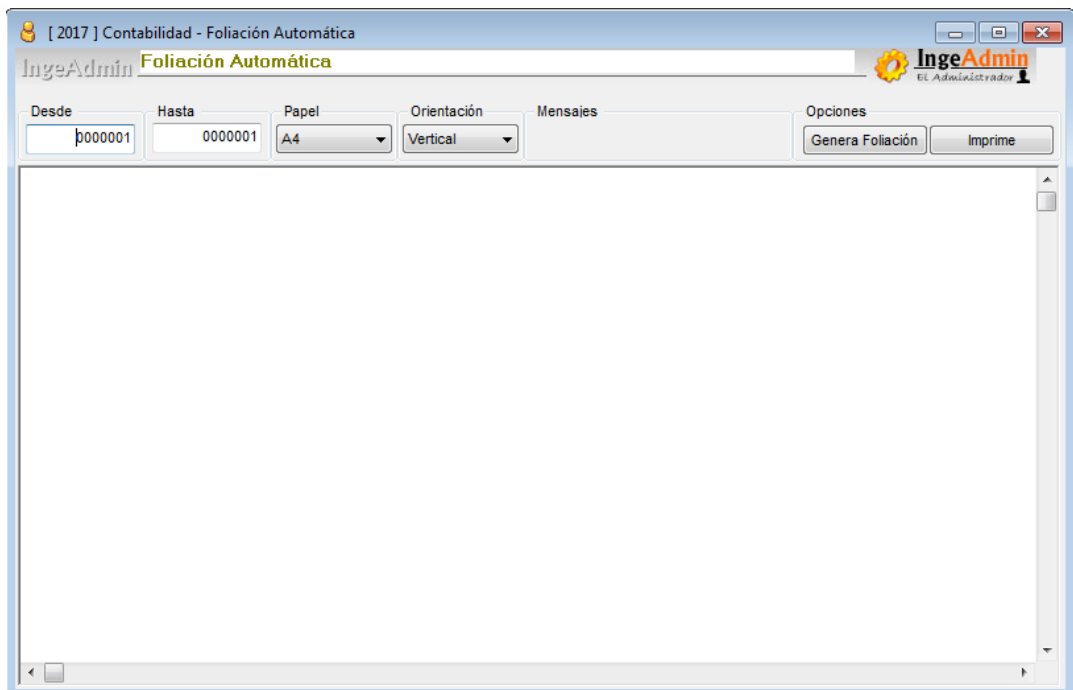 [ 2017 ] Contabilidad - Foliación Automática
IngeAdmin Foliación Automática IngeAdmin
El Administrador
Desde Hasta Papel Orientación Mensajes Opciones
0000001 0000001 A4 Vertical Genera Foliación Imprime